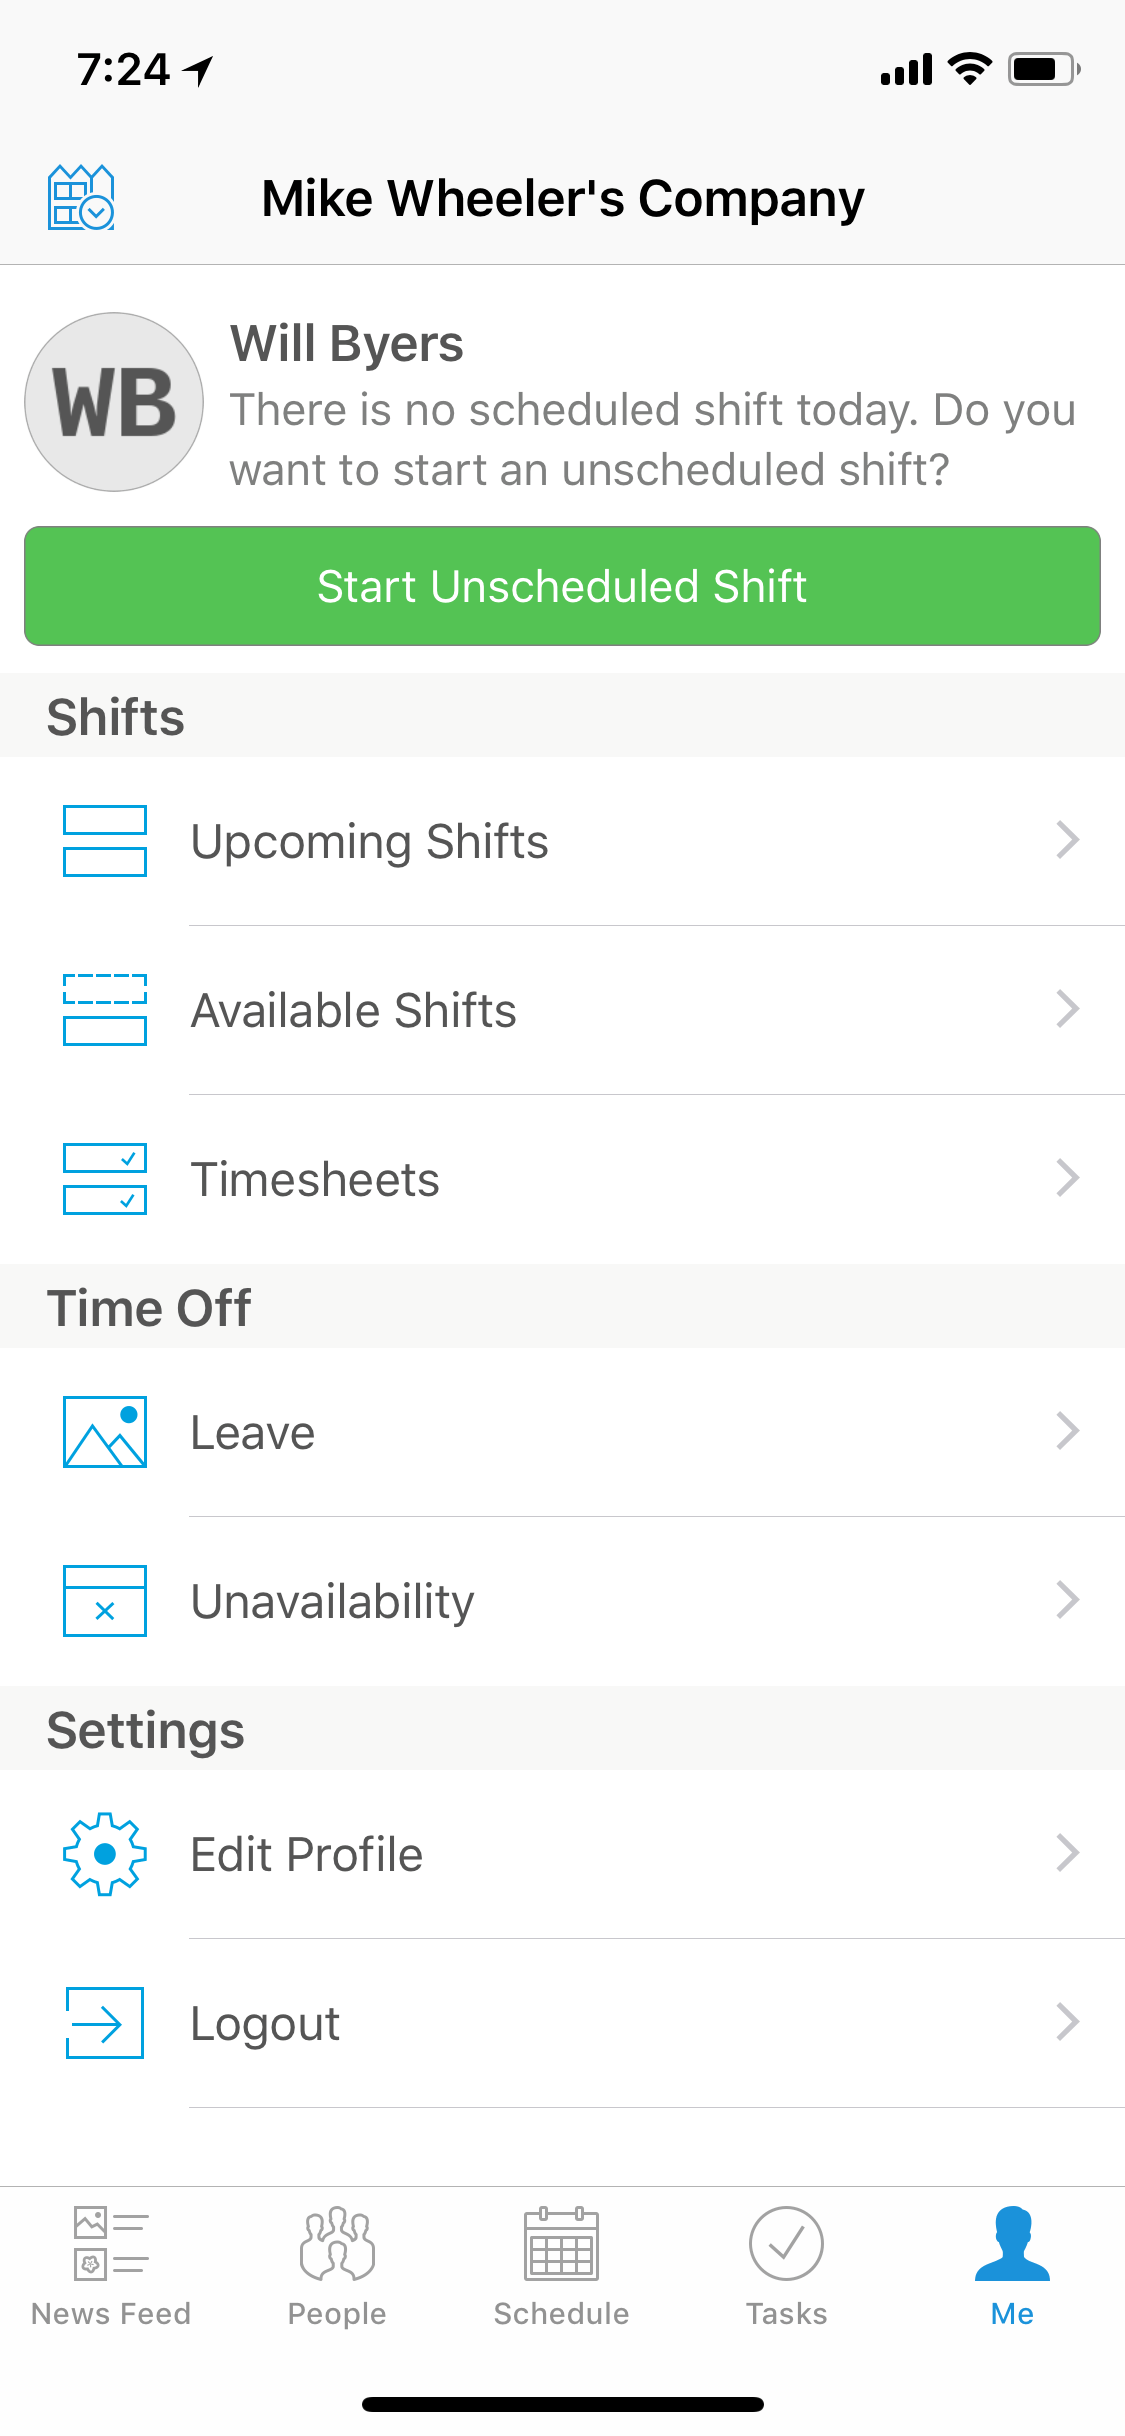 7:24
Mike Wheeler's Company
WB
Will Byers
There is no scheduled shift today. Do you
want to start an unscheduled shift?
Start Unscheduled Shift
Shifts
Upcoming Shifts
Available Shifts
Timesheets
Time Off
Leave
Unavailability
Settings
Edit Profile
Logout
News Feed
People
Schedule
Tasks
Me